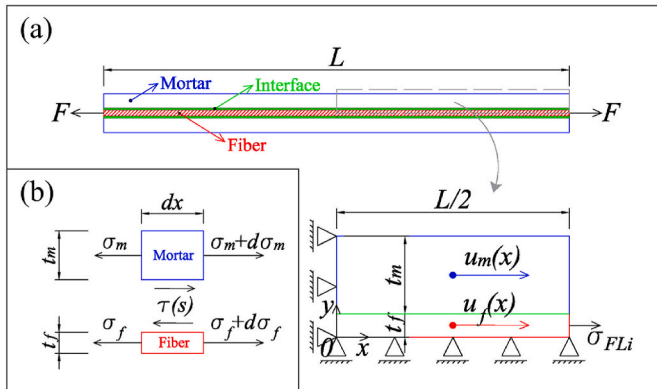 (a)
L
Mortar
Interface
F
F
Fiber
(b)
dx
L/2
σm
σm+dσm
tm
Mortar
tm
um(x)
τ(s)
y
tf
uf(x)
σf
σf+dσf
tf
Fiber
0
x
σFLi